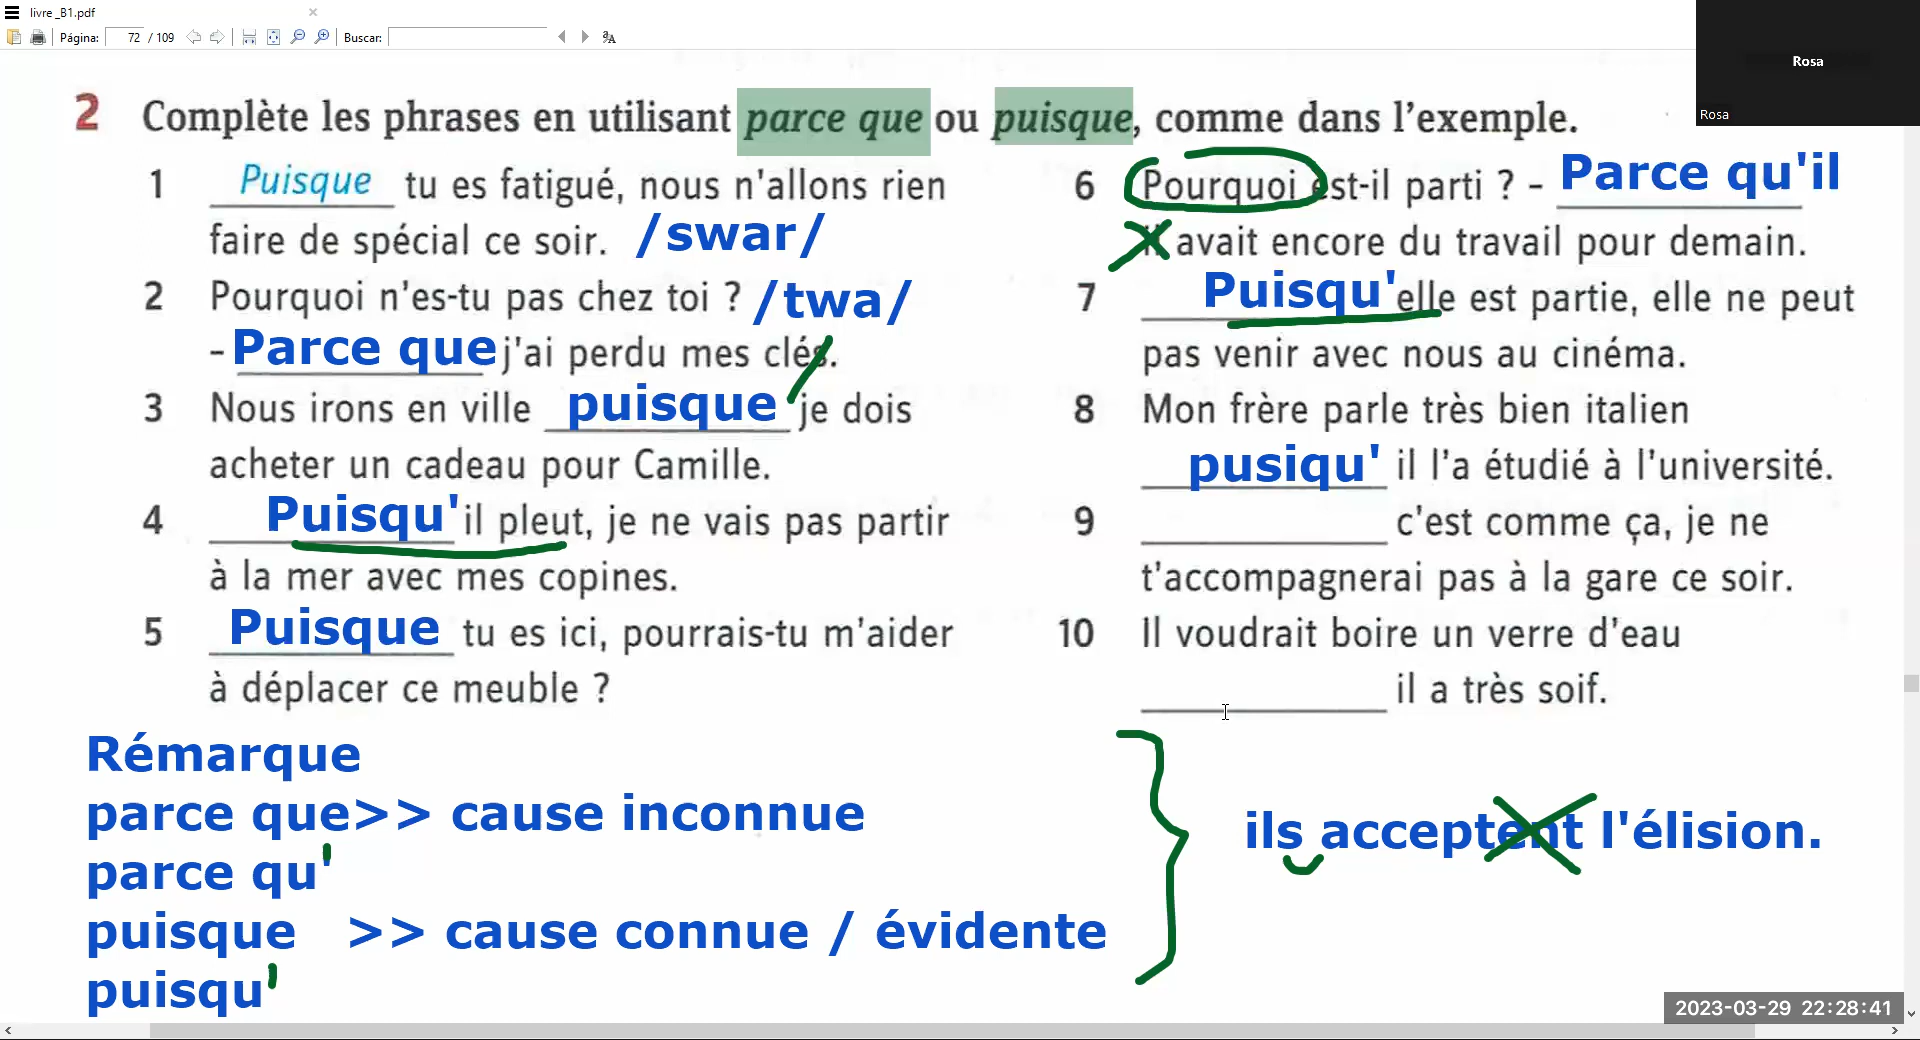 livre_B1.pdf
Página: 72 / 109 Buscar:
Rosa
Rosa
2 Complète les phrases en utilisant parce que ou puisque, comme dans l'exemple.
1 Puisque tu es fatigué, nous n'allons rien
faire de spécial ce soir. /swar/
2 Pourquoi n'es-tu pas chez toi ? /twa/
– Parce que j'ai perdu mes clés.
3 Nous irons en ville puisque je dois
acheter un cadeau pour Camille.
4 Puisqu' il pleut, je ne vais pas partir
à la mer avec mes copines.
5 Puisque tu es ici, pourrais-tu m'aider
à déplacer ce meuble ?
6 Pourquoi est-il parti ? – Parce qu'il
il avait encore du travail pour demain.
7 Puisqu'elle est partie, elle ne peut
pas venir avec nous au cinéma.
8 Mon frère parle très bien italien
pusiqu' il l'a étudié à l'université.
9 c'est comme ça, je ne
t'accompagnerai pas à la gare ce soir.
10 Il voudrait boire un verre d'eau
il a très soif.
Rémarque
parce que>> cause inconnue
parce qu'
puisque >> cause connue / évidente
puisqu'
ils acceptent l'élision.
2023-03-29 22:28:41